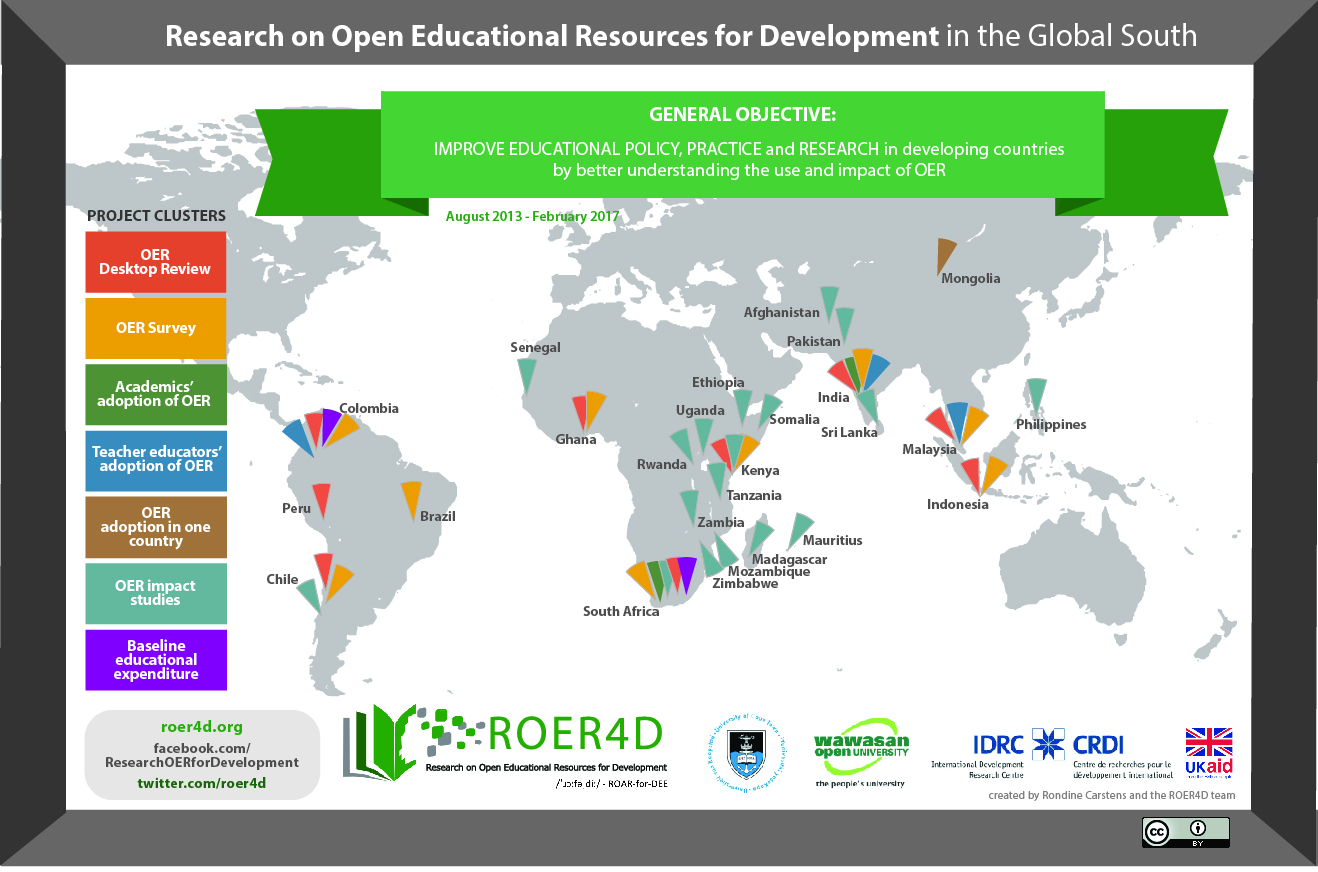 Research on Open Educational Resources for Development in the Global South
GENERAL OBJECTIVE:
IMPROVE EDUCATIONAL POLICY, PRACTICE and RESEARCH in developing countries
by better understanding the use and impact of OER
August 2013 - February 2017
PROJECT CLUSTERS
OER
Desktop Review
OER Survey
Academics'
adoption of OER
Teacher educators'
adoption of OER
OER
adoption in one
country
OER impact
studies
Baseline
educational
expenditure
Mongolia
Afghanistan
Pakistan
Senegal
Ethiopia
India
Colombia
Uganda
Somalia
Sri Lanka
Philippines
Ghana
Malaysia
Rwanda
Kenya
Tanzania
Indonesia
Peru
Brazil
Zambia
Mauritius
Madagascar
Mozambique
Zimbabwe
Chile
South Africa
roer4d.org
facebook.com/
ResearchOERforDevelopment
twitter.com/roer4d
ROER4D
Research on Open Educational Resources for Development
- ROAR-for-DEE
wawasan
open UNIVERSITY
the people's university
IDRC
CRDI
International Development
Research Centre
Centre de recherches pour le
développement international
UKaid
created by Rondine Carstens and the ROER4D team
cc
BY